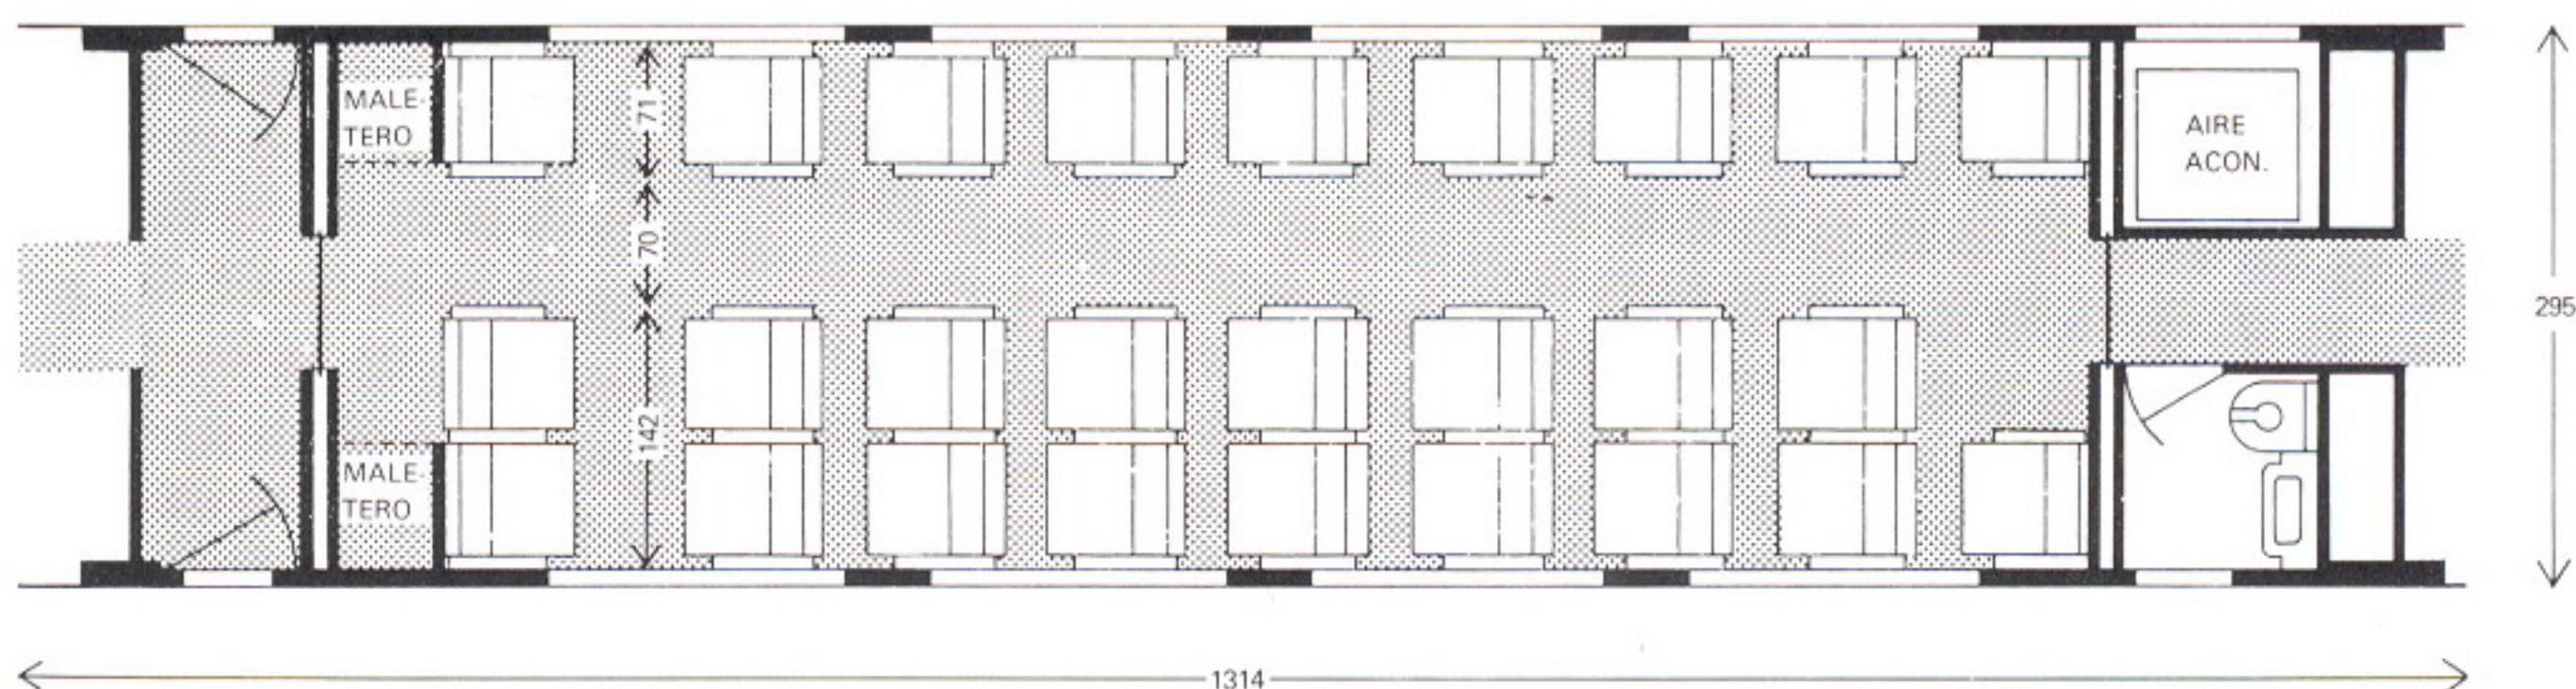 MALE-
TERO
71
AIRE
ACON.
70
295
142
MALE-
TERO
1314